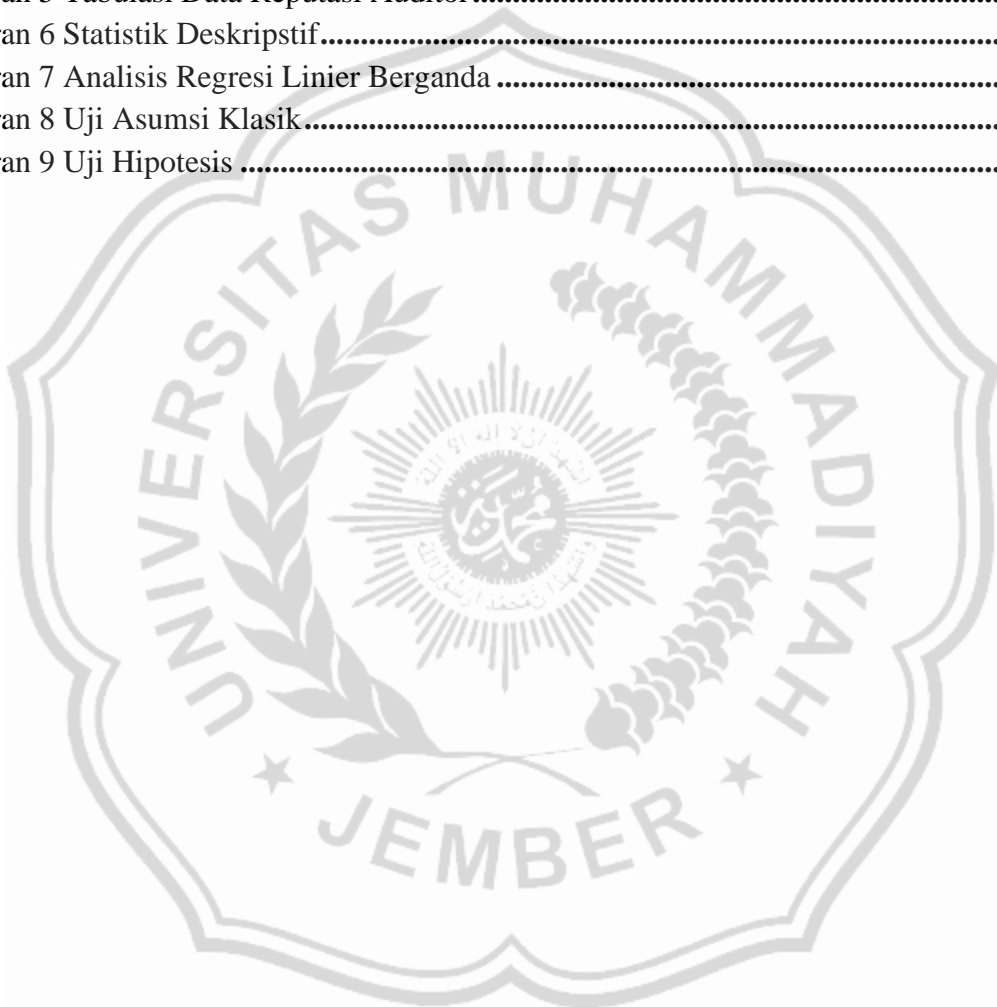 ran 5 Tabulasi Data Reputasi Auditor ................................................................
ran 6 Statistik Deskripstif................................................................
ran 7 Analisis Regresi Linier Berganda ................................................................
ran 8 Uji Asumsi Klasik................................................................
ran 9 Uji Hipotesis ................................................................
UNIVERSITAS MUHAMMADIYAH
JEMBER